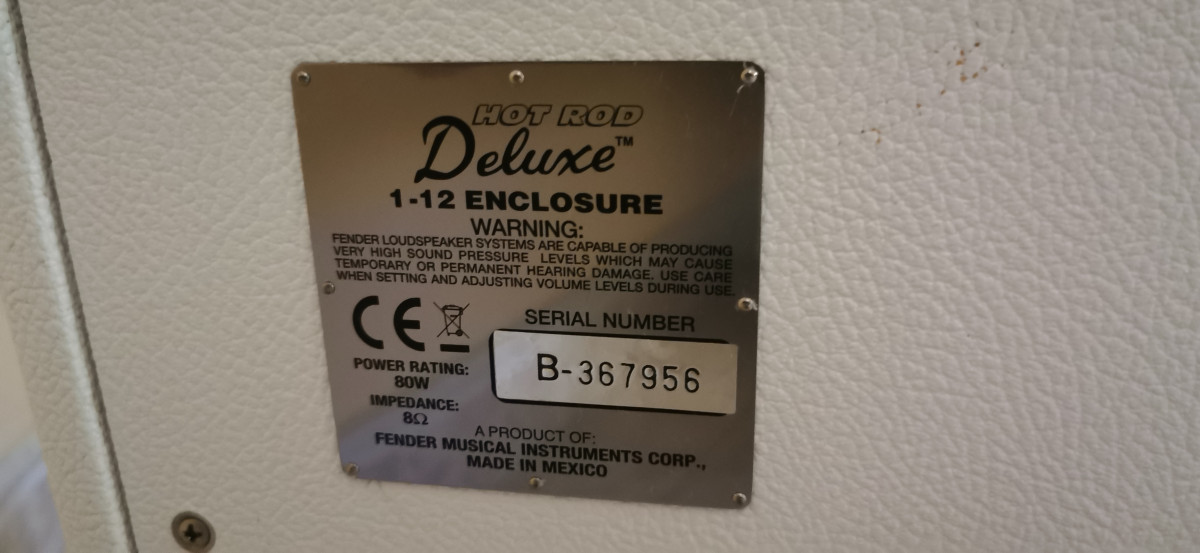 HOT ROD
Deluxe™
1-12 ENCLOSURE
WARNING:
FENDER LOUDSPEAKER SYSTEMS ARE CAPABLE OF PRODUCING
VERY HIGH SOUND PRESSURE LEVELS WHICH MAY CAUSE
TEMPORARY OR PERMANENT HEARING DAMAGE. USE CARE
WHEN SETTING AND ADJUSTING VOLUME LEVELS DURING USE.
CE
SERIAL NUMBER
B-367956
POWER RATING:
80W
IMPEDANCE:
8Ω
A PRODUCT OF:
FENDER MUSICAL INSTRUMENTS CORP.,
MADE IN MEXICO